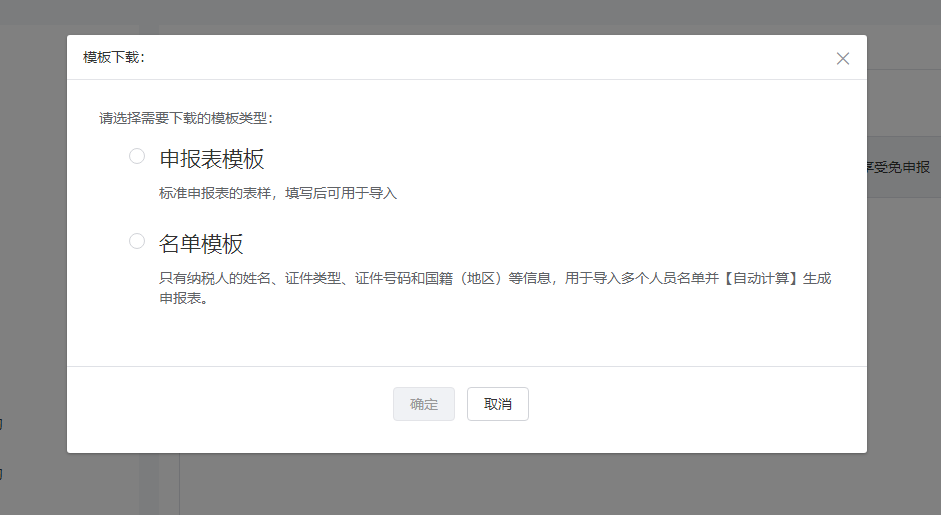 模板下载：
请选择需要下载的模板类型：
申报表模板
标准申报表的表样，填写后可用于导入
享受免申报
名单模板
只有纳税人的姓名、证件类型、证件号码和国籍（地区）等信息，用于导入多个人员名单并【自动计算】生成
申报表。
确定
取消